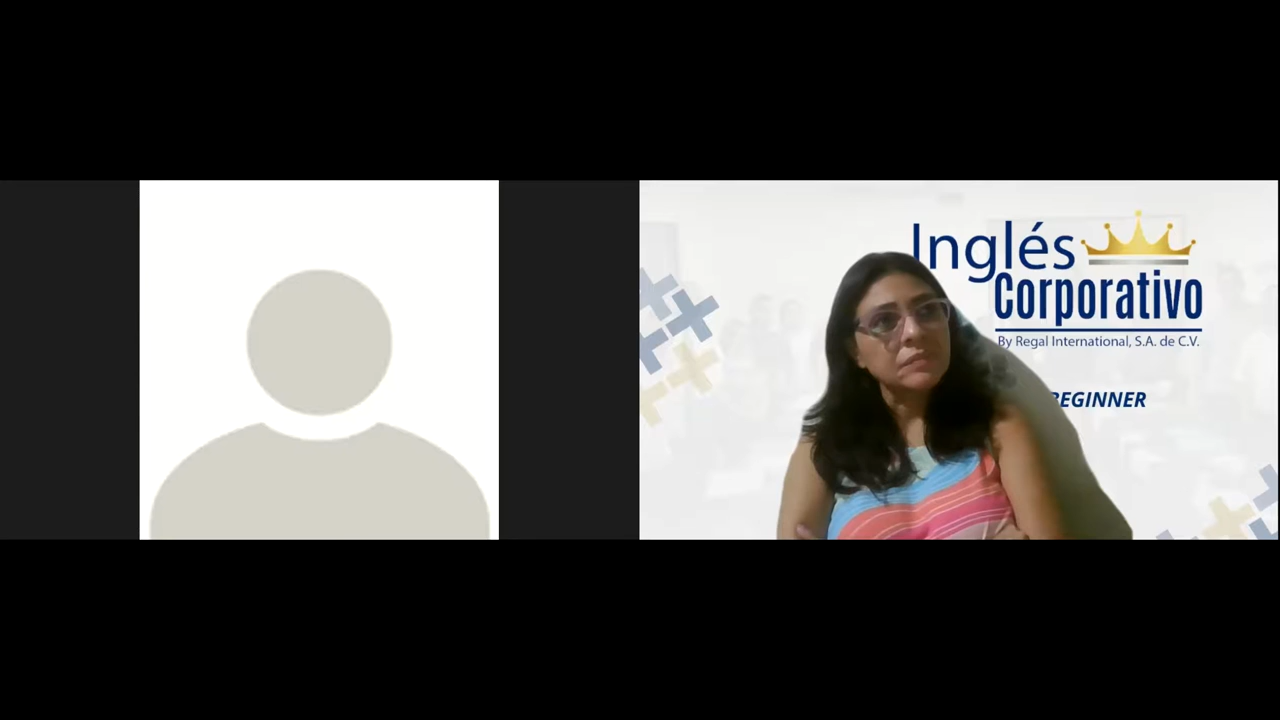 Inglés
Corporativo
By Regal International, S.A. de C.V.
BEGINNER